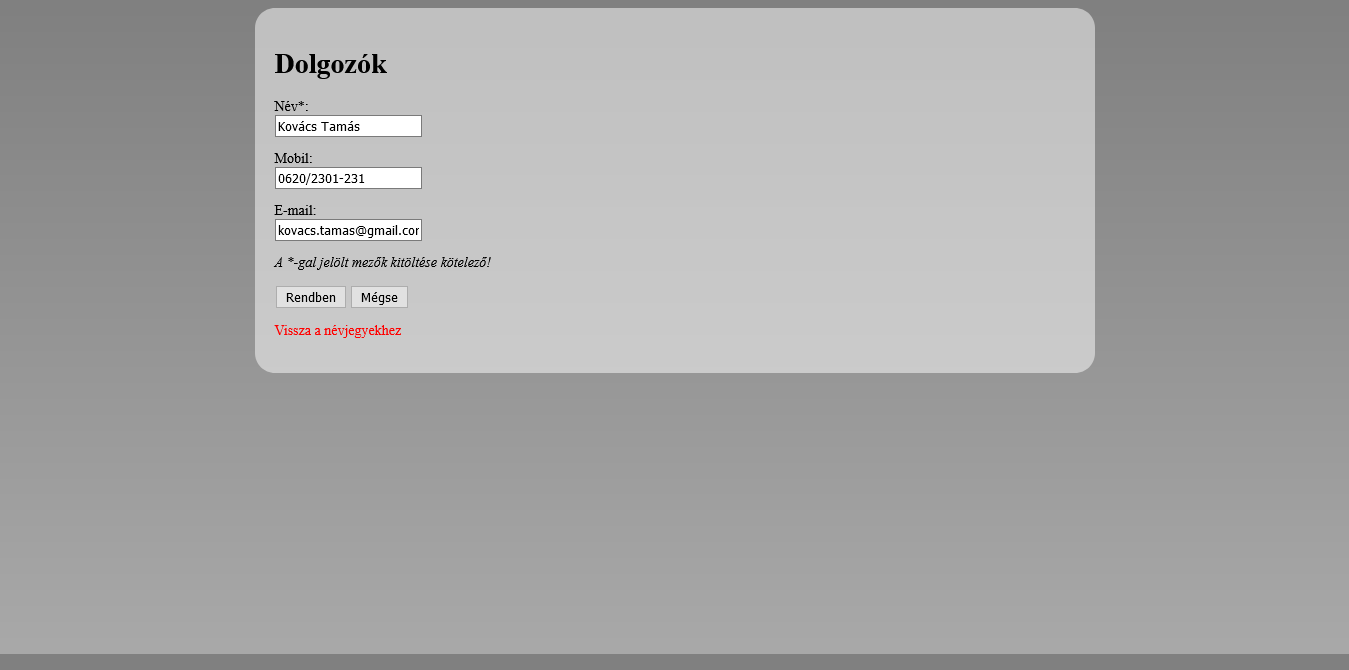 Dolgozók
Név*:
Kovács Tamás
Mobil:
0620/2301-231
E-mail:
kovacs.tamas@gmail.cor
A *-gal jelölt mezők kitöltése kötelező!
Rendben Mégse
Vissza a névjegyekhez